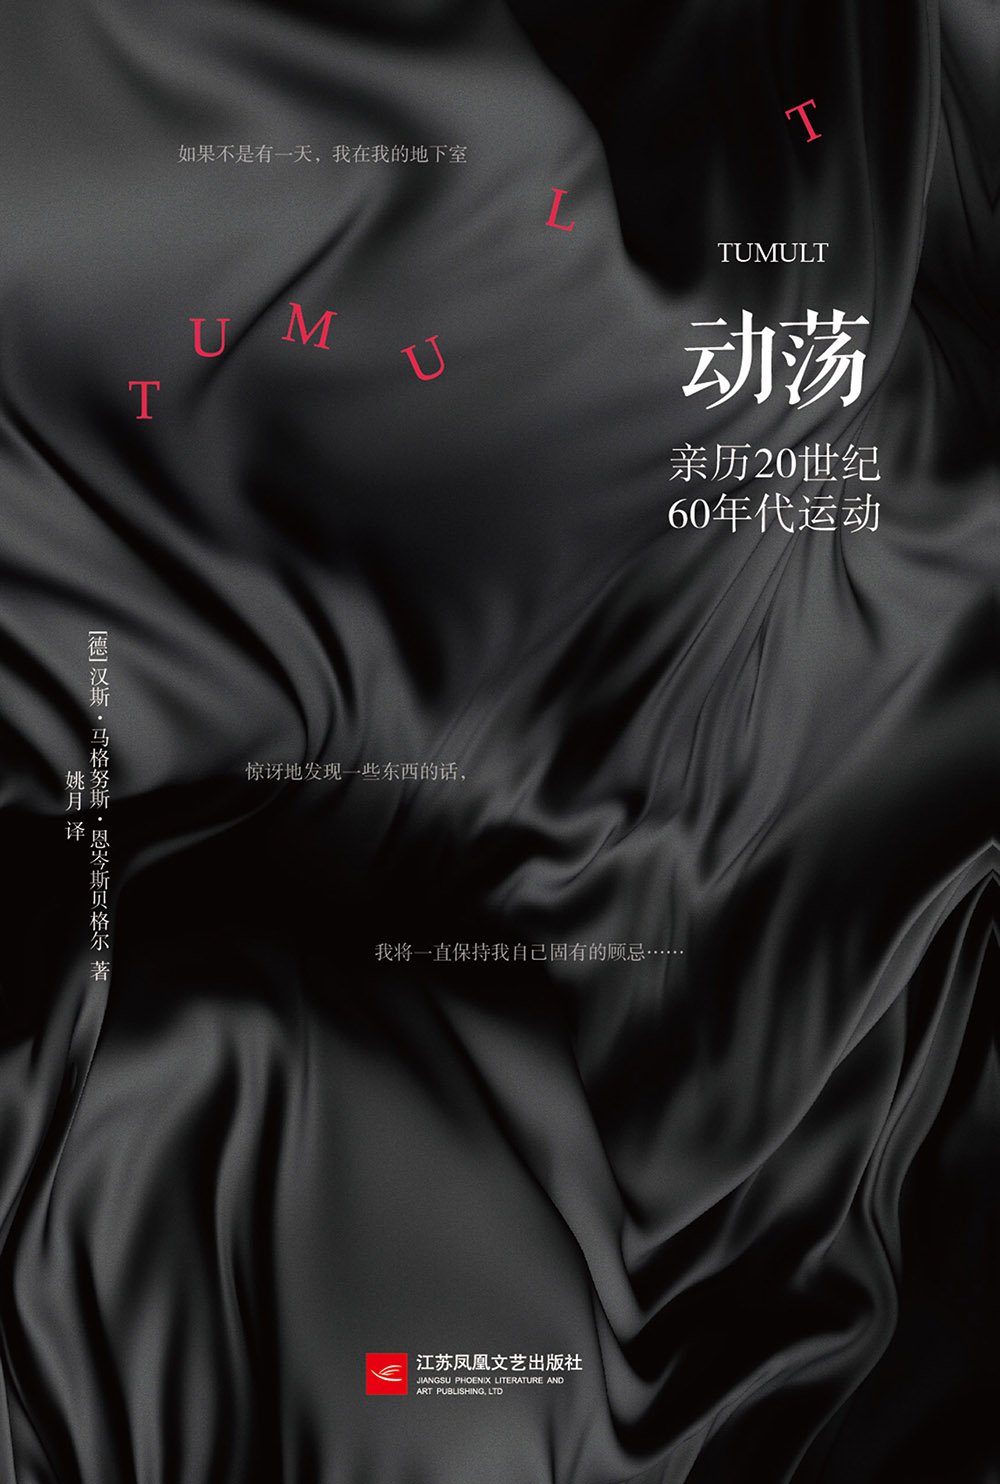 如果不是有一天，我在我的地下室
TUMULT
TUMULT
动荡
亲历20世纪
60年代运动
[德] 汉斯·马格努斯·恩岑斯贝格尔 著
姚月 译
惊讶地发现一些东西的话，
我将一直保持我自己固有的顾忌……
江苏凤凰文艺出版社
JIANGSU PHOENIX LITERATURE AND
ART PUBLISHING, LTD